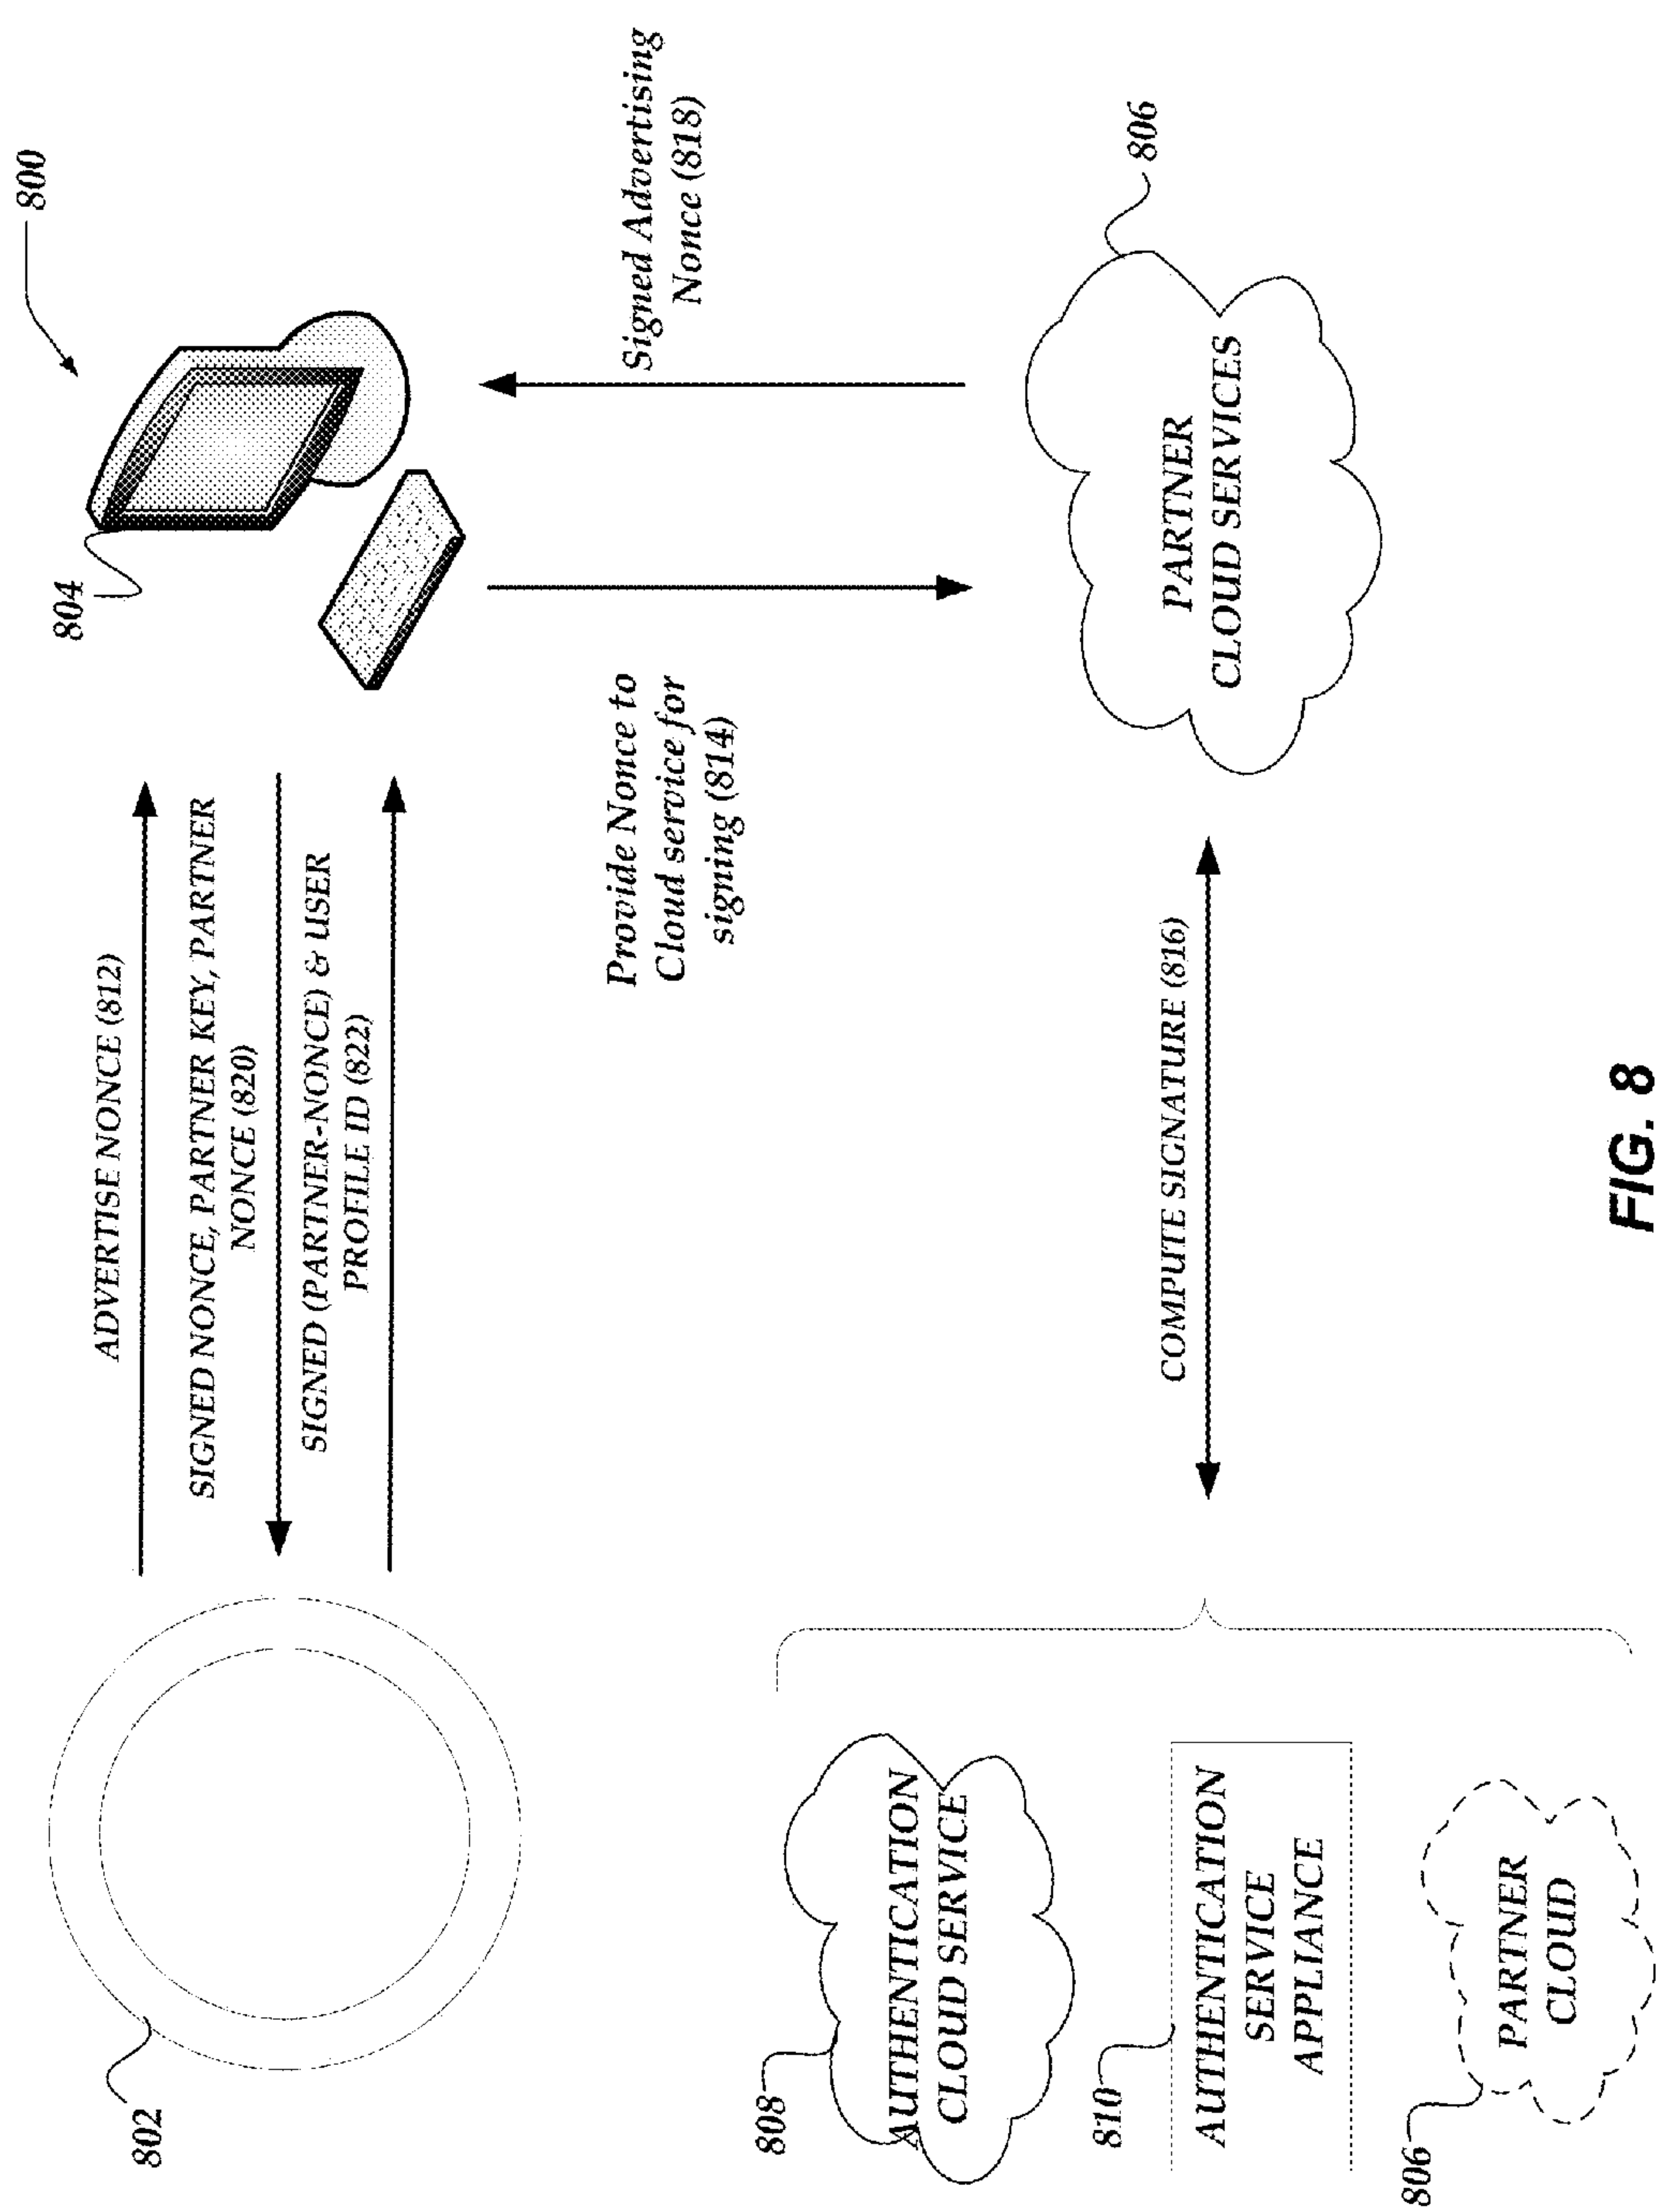 800
804
802
ADVERTISE NONCE (812)
SIGNED NONCE, PARTNER KEY, PARTNER
NONCE (820)
SIGNED (PARTNER-NONCE) & USER
PROFILE ID (822)
Provide Nonce to
Cloud service for
signing (814)
Signed Advertising
Nonce (818)
808
AUTHENTICATION
CLOUD SERVICE
810
AUTHENTICATION
SERVICE
APPLIANCE
806
PARTNER
CLOUD
COMPUTE SIGNATURE (816)
806
PARTNER
CLOUD SERVICES
FIG. 8